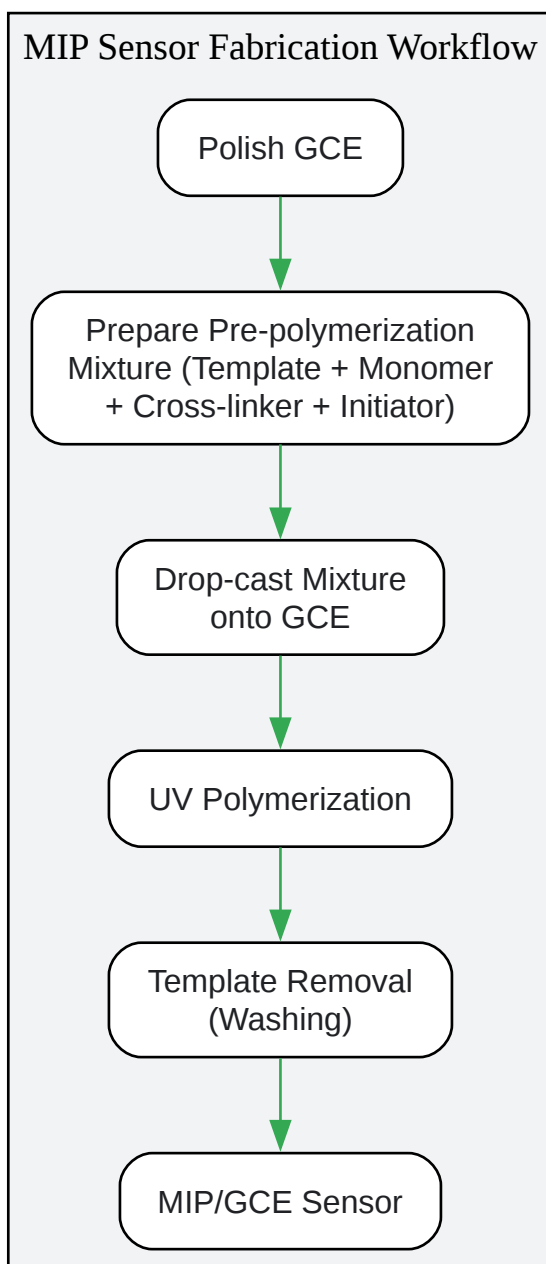 MIP Sensor Fabrication Workflow
Polish GCE
Prepare Pre-polymerization
Mixture (Template + Monomer
+ Cross-linker + Initiator)
Drop-cast Mixture
onto GCE
UV Polymerization
Template Removal
(Washing)
MIP/GCE Sensor